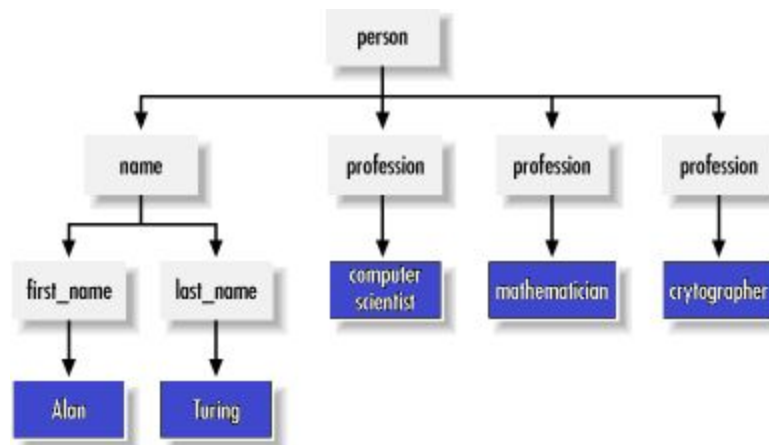 person
name
profession
profession
profession
first_name
last_name
computer
scientist
mathematician
crytographer
Alan
Turing